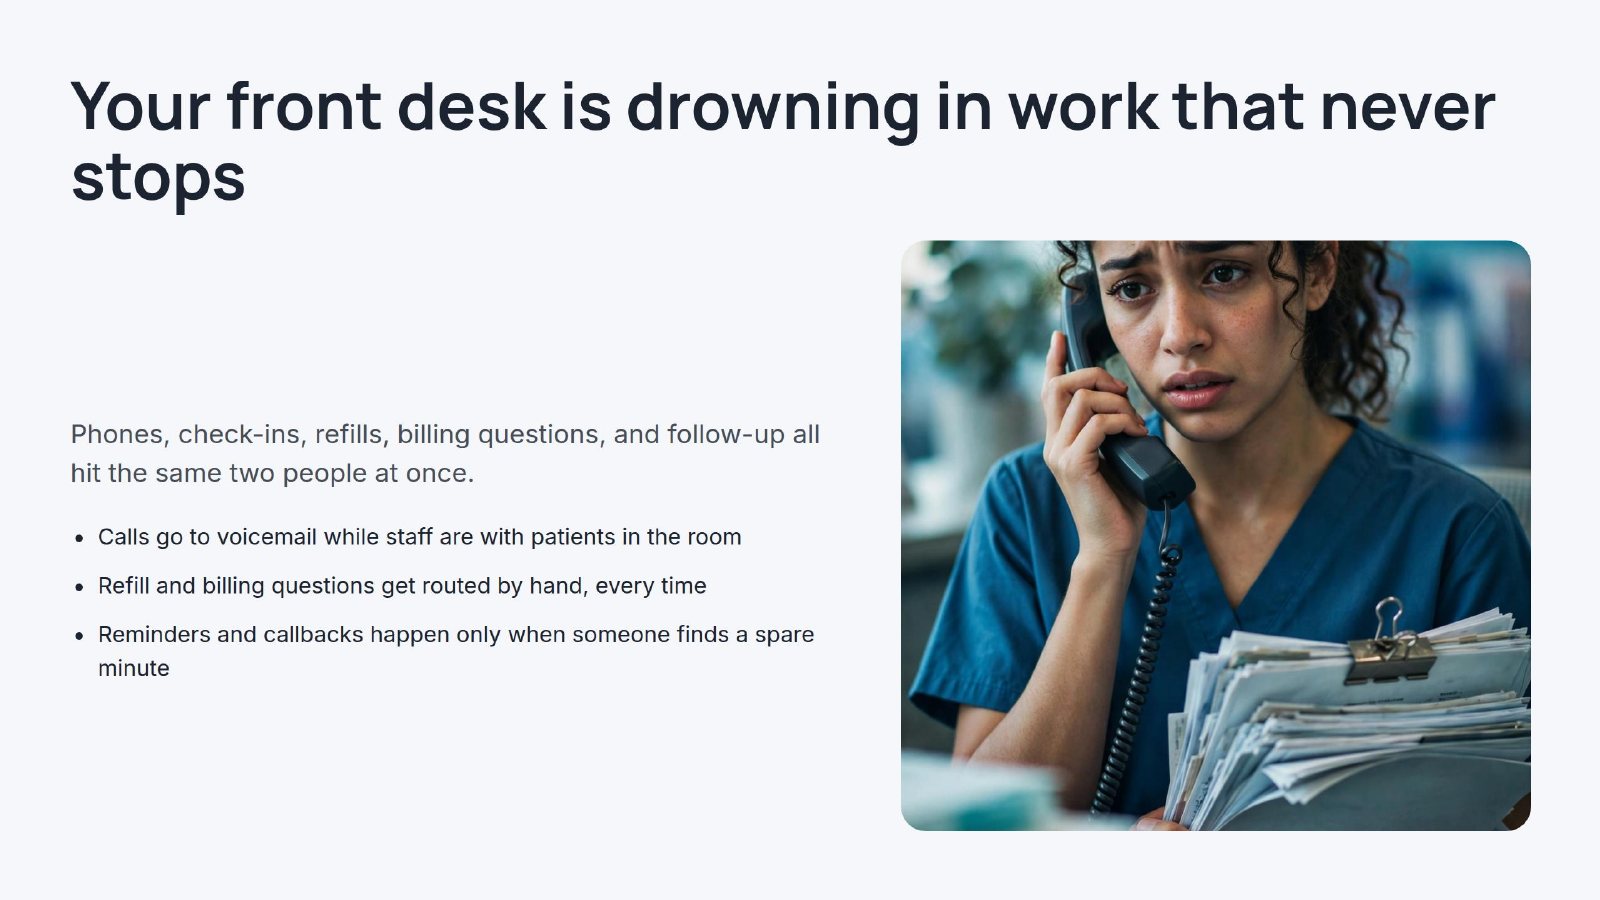 Your front desk is drowning in work that never
stops
Phones, check-ins, refills, billing questions, and follow-up all
hit the same two people at once.
• Calls go to voicemail while staff are with patients in the room
• Refill and billing questions get routed by hand, every time
• Reminders and callbacks happen only when someone finds a spare
minute